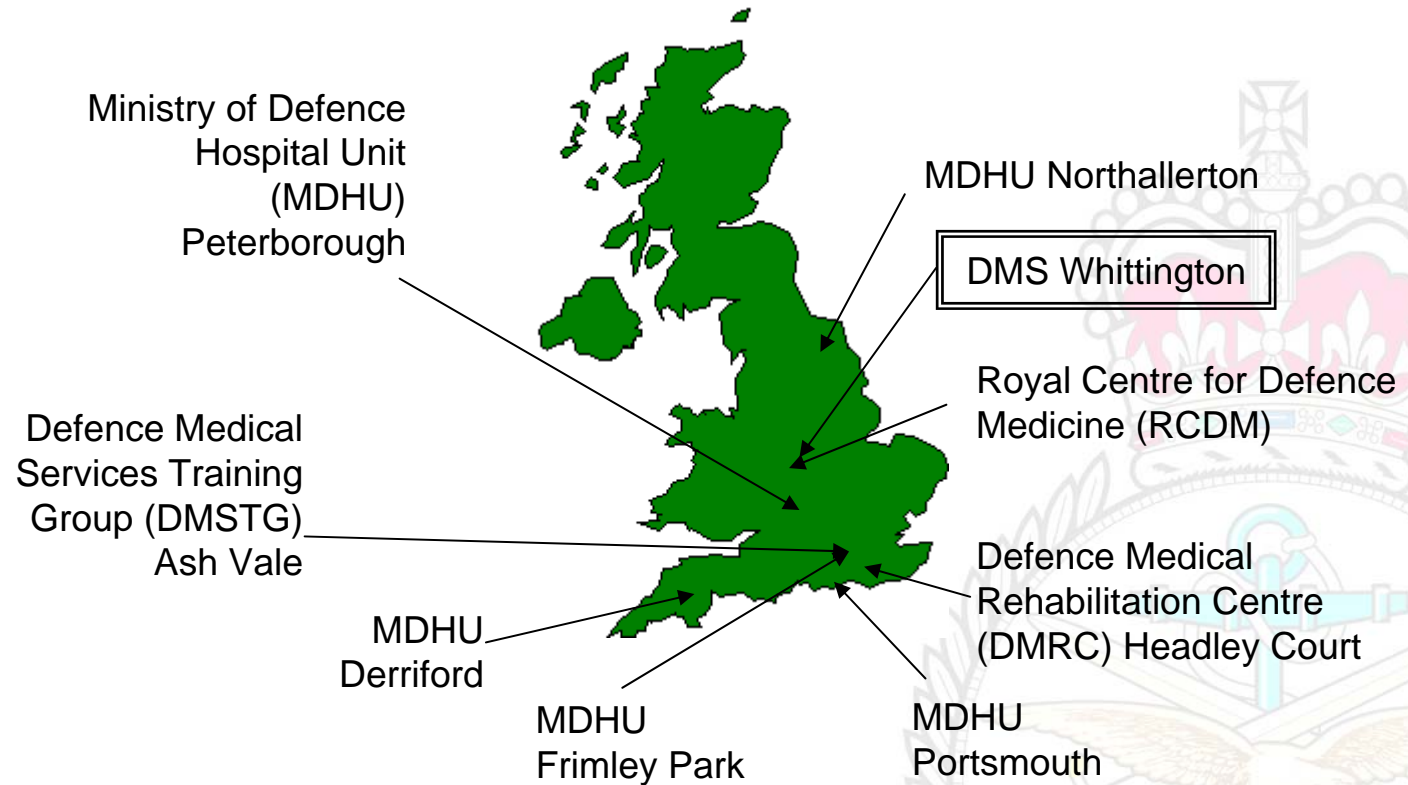 Ministry of Defence
Hospital Unit
(MDHU)
Peterborough
MDHU Northallerton
DMS Whittington
Royal Centre for Defence
Medicine (RCDM)
Defence Medical
Services Training
Group (DMSTG)
Ash Vale
Defence Medical
Rehabilitation Centre
(DMRC) Headley Court
MDHU
Derriford
MDHU
Frimley Park
MDHU
Portsmouth